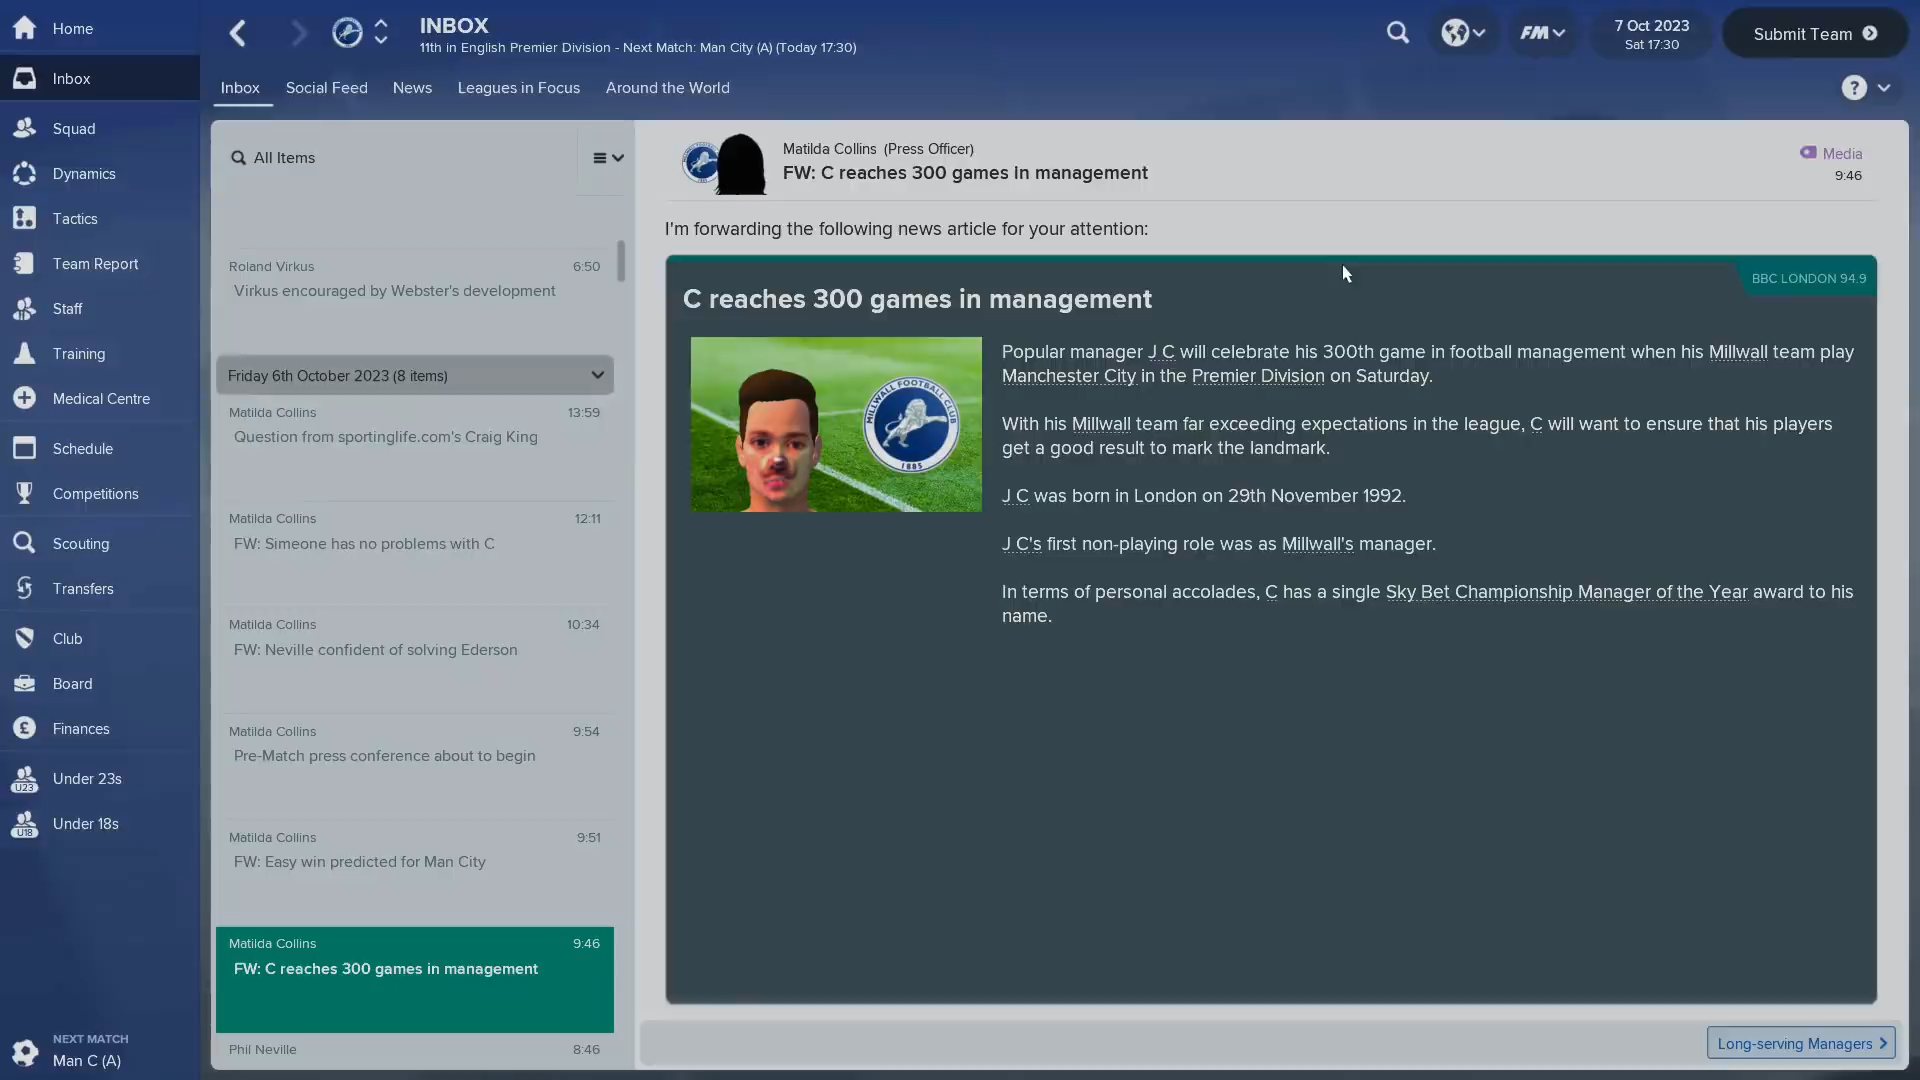 Home
Inbox
Squad
Dynamics
Tactics
Team Report
Staff
Training
Medical Centre
Schedule
Competitions
Scouting
Transfers
Club
Board
£
Finances
U23
Under 23s
U18
Under 18s
NEXT MATCH
Man C (A)
INBOX
11th in English Premier Division - Next Match: Man City (A) (Today 17:30)
FM
7 Oct 2023
Sat 17:30
Submit Team
Inbox Social Feed News Leagues in Focus Around the World
?
All Items
Roland Virkus 6:50
Virkus encouraged by Webster's development
Friday 6th October 2023 (8 items)
Matilda Collins 13:59
Question from sportinglife.com's Craig King
Matilda Collins 12:11
FW: Simeone has no problems with C
Matilda Collins 10:34
FW: Neville confident of solving Ederson
Matilda Collins 9:54
Pre-Match press conference about to begin
Matilda Collins 9:51
FW: Easy win predicted for Man City
Matilda Collins 9:46
FW: C reaches 300 games in management
Phil Neville 8:46
Matilda Collins (Press Officer)
FW: C reaches 300 games in management
Media
9:46
I'm forwarding the following news article for your attention:
BBC LONDON 94.9
C reaches 300 games in management
MILLWALL FOOTBALL CLUB
1885
Popular manager J C will celebrate his 300th game in football management when his Millwall team play
Manchester City in the Premier Division on Saturday.
With his Millwall team far exceeding expectations in the league, C will want to ensure that his players
get a good result to mark the landmark.
J C was born in London on 29th November 1992.
J C's first non-playing role was as Millwall's manager.
In terms of personal accolades, C has a single Sky Bet Championship Manager of the Year award to his
name.
Long-serving Managers